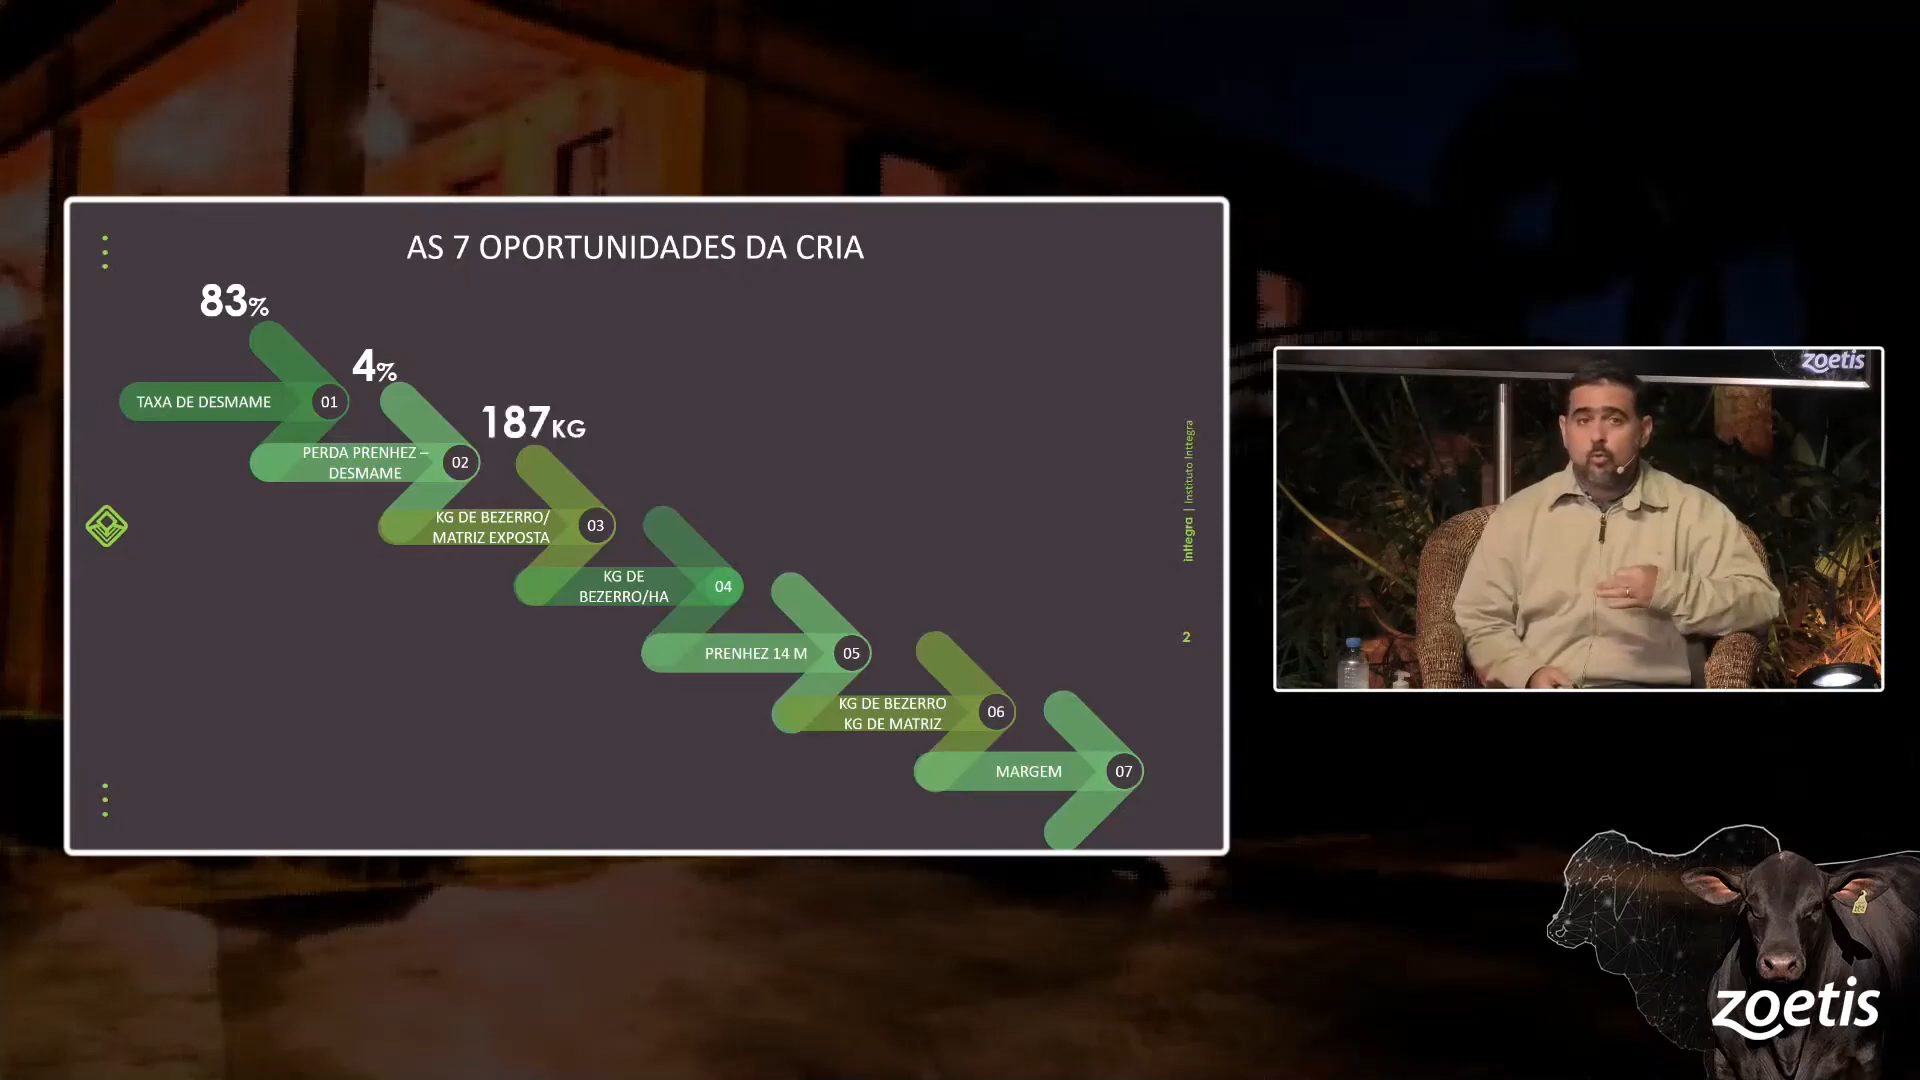 AS 7 OPORTUNIDADES DA CRIA
83%
TAXA DE DESMAME 01
4%
PERDA PRENHEZ –
DESMAME
02
187KG
KG DE BEZERRO/
MATRIZ EXPOSTA
03
KG DE
BEZERRO/HA
04
PRENHEZ 14 M 05
KG DE BEZERRO
KG DE MATRIZ
06
MARGEM 07
inttegra | Instituto Inttegra
2
zoetis
zoetis